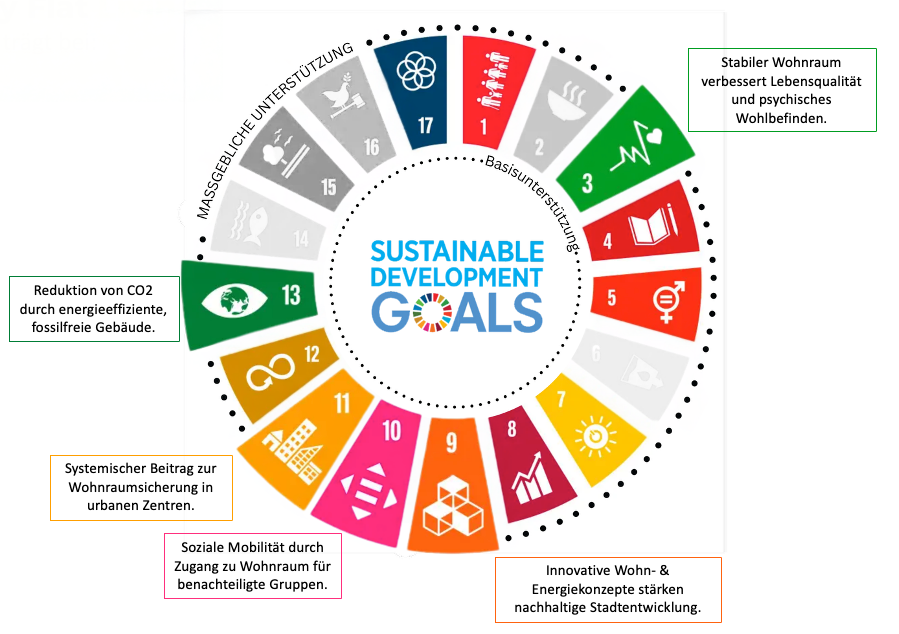 MASSGEBLICHE UNTERSTÜTZUNG
Basisunterstützung
17
1
2
3
4
5
6
7
8
9
10
11
12
13
14
15
16
SUSTAINABLE
DEVELOPMENT
GOALS
Stabiler Wohnraum
verbessert Lebensqualität
und psychisches
Wohlbefinden.
Reduktion von CO2
durch energieeffiziente,
fossilfreie Gebäude.
Systemischer Beitrag zur
Wohnraumsicherung in
urbanen Zentren.
Soziale Mobilität durch
Zugang zu Wohnraum für
benachteiligte Gruppen.
Innovative Wohn- &
Energiekonzepte stärken
nachhaltige Stadtentwicklung.